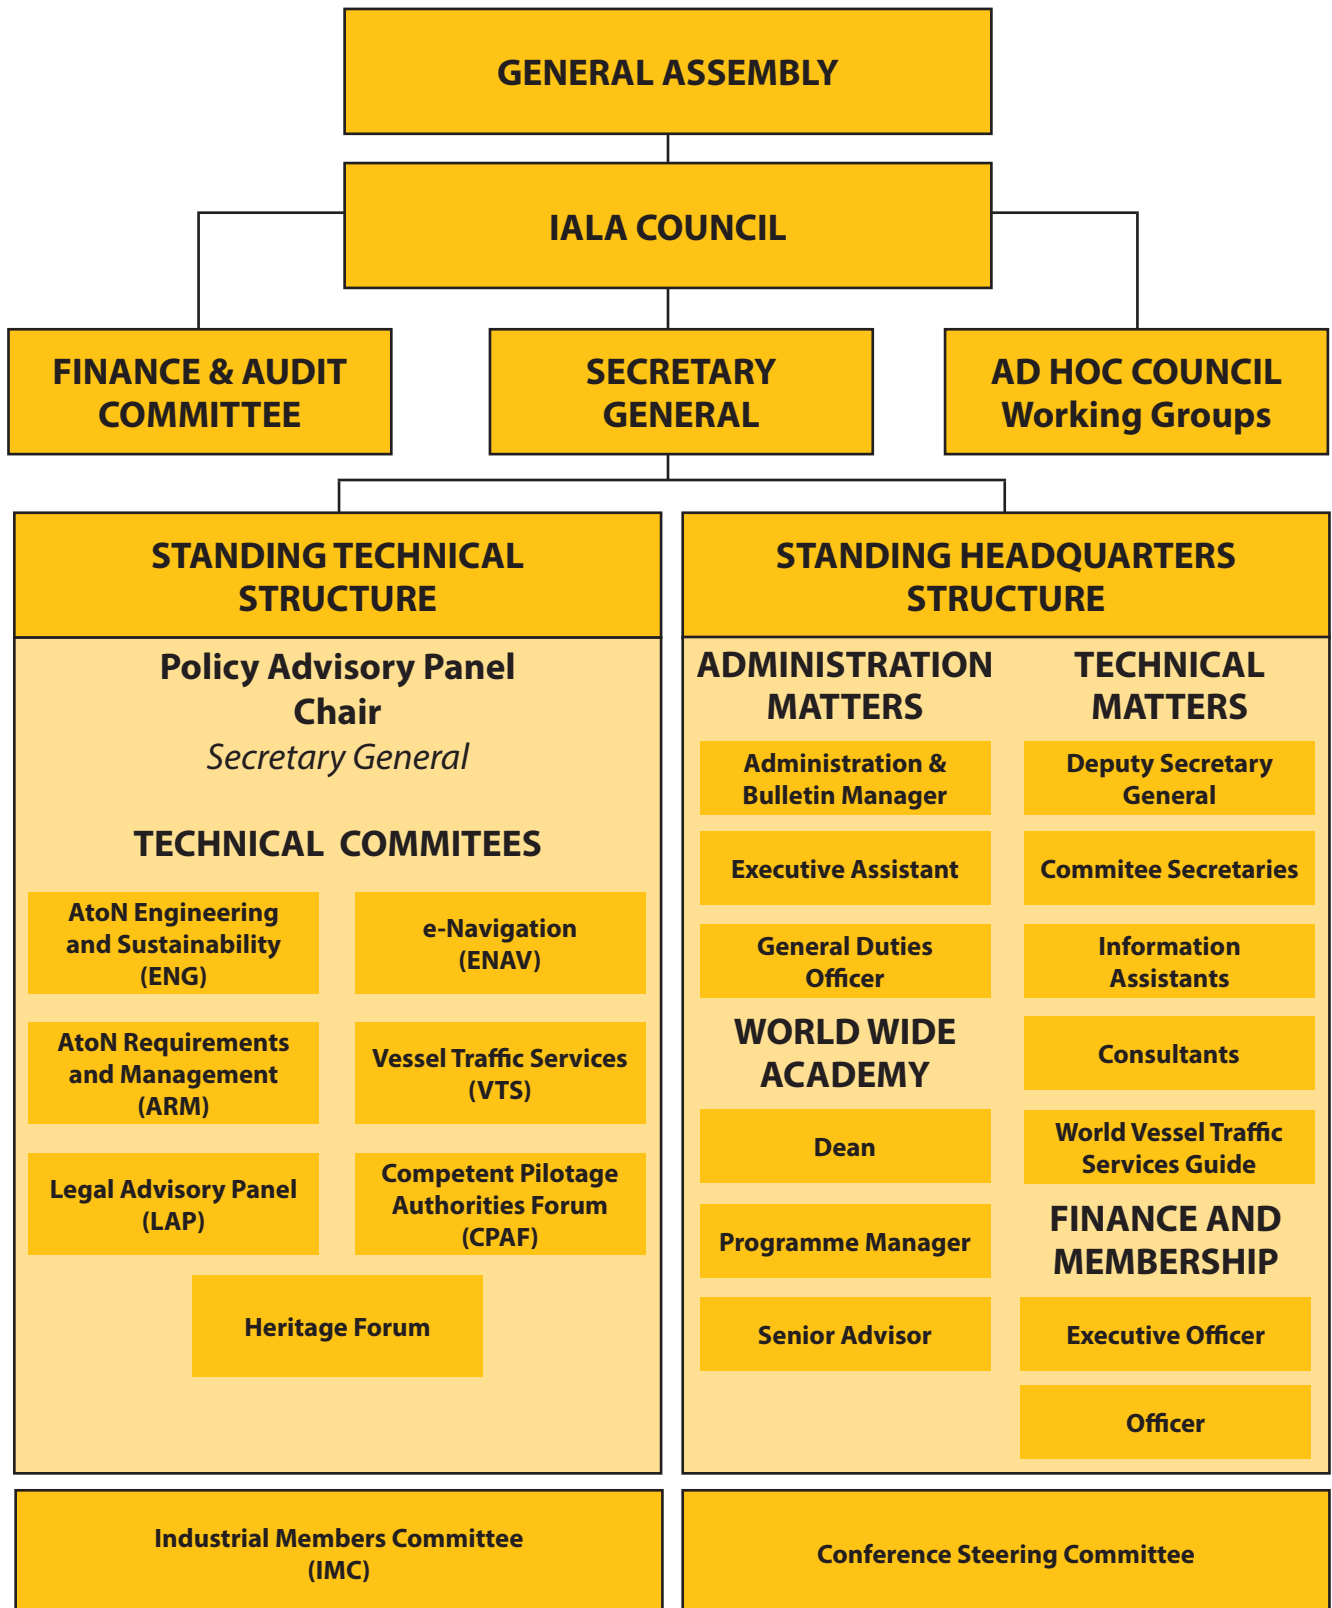 GENERAL ASSEMBLY
IALA COUNCIL
FINANCE & AUDIT
COMMITTEE
SECRETARY
GENERAL
AD HOC COUNCIL
Working Groups
STANDING TECHNICAL
STRUCTURE
Policy Advisory Panel
Chair
Secretary General
TECHNICAL COMMITEES
AtoN Engineering
and Sustainability
(ENG)
e-Navigation
(ENAV)
AtoN Requirements
and Management
(ARM)
Vessel Traffic Services
(VTS)
Legal Advisory Panel
(LAP)
Competent Pilotage
Authorities Forum
(CPAF)
Heritage Forum
STANDING HEADQUARTERS
STRUCTURE
ADMINISTRATION
MATTERS
Administration &
Bulletin Manager
Executive Assistant
General Duties
Officer
WORLD WIDE
ACADEMY
Dean
Programme Manager
Senior Advisor
TECHNICAL
MATTERS
Deputy Secretary
General
Commitee Secretaries
Information
Assistants
Consultants
World Vessel Traffic
Services Guide
FINANCE AND
MEMBERSHIP
Executive Officer
Officer
Industrial Members Committee
(IMC)
Conference Steering Committee